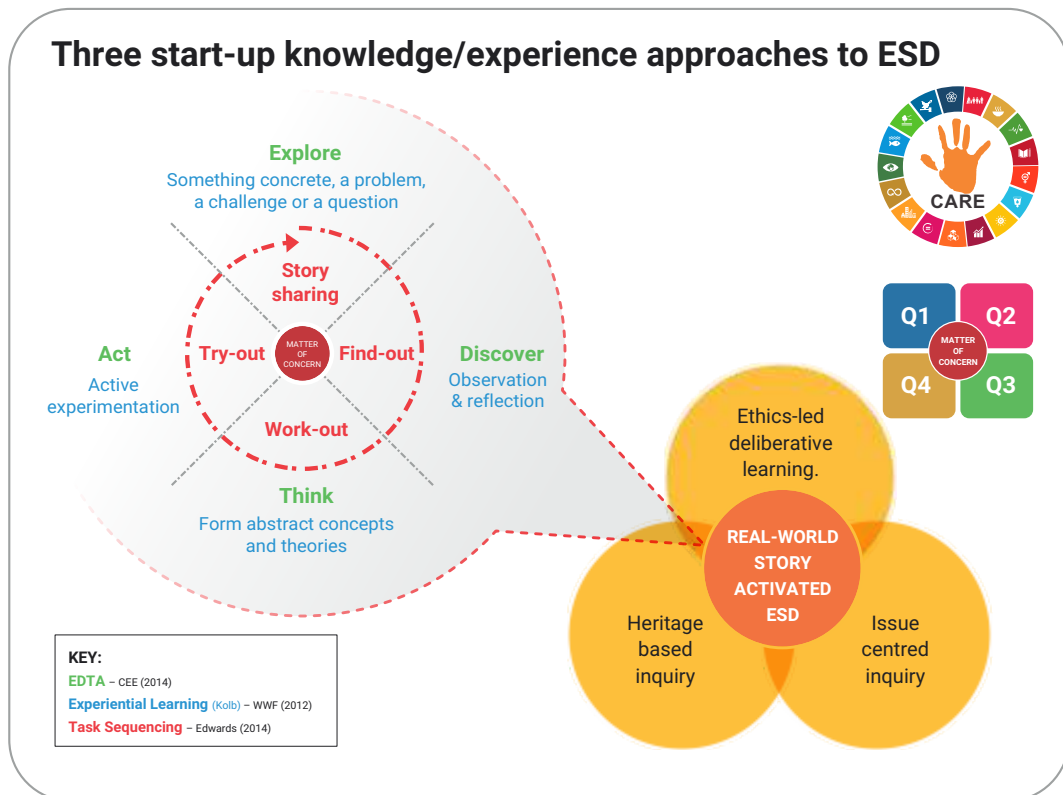 Three start-up knowledge/experience approaches to ESD
Explore
Something concrete, a problem,
a challenge or a question
Story
sharing
Act
Active
experimentation
Try-out
MATTER
OF
CONCERN
Find-out
Discover
Observation
& reflection
Work-out
Think
Form abstract concepts
and theories
CARE
Q1
Q2
MATTER
OF
CONCERN
Q4
Q3
Ethics-led
deliberative
learning.
REAL-WORLD
STORY
ACTIVATED
ESD
Heritage
based
inquiry
Issue
centred
inquiry
KEY:
EDTA – CEE (2014)
Experiential Learning (Kolb) – WWF (2012)
Task Sequencing – Edwards (2014)